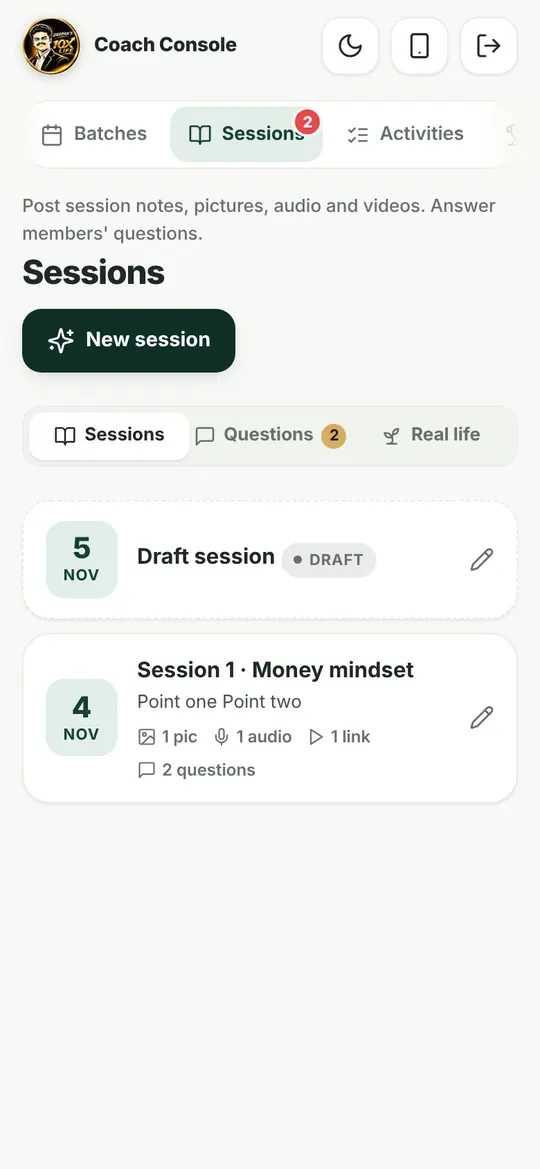 Coach Console
Batches
Sessions
2
Activities
Post session notes, pictures, audio and videos. Answer
members' questions.
Sessions
New session
Sessions
Questions 2
Real life
5
NOV
Draft session
DRAFT
4
NOV
Session 1 · Money mindset
Point one Point two
1 pic
1 audio
1 link
2 questions